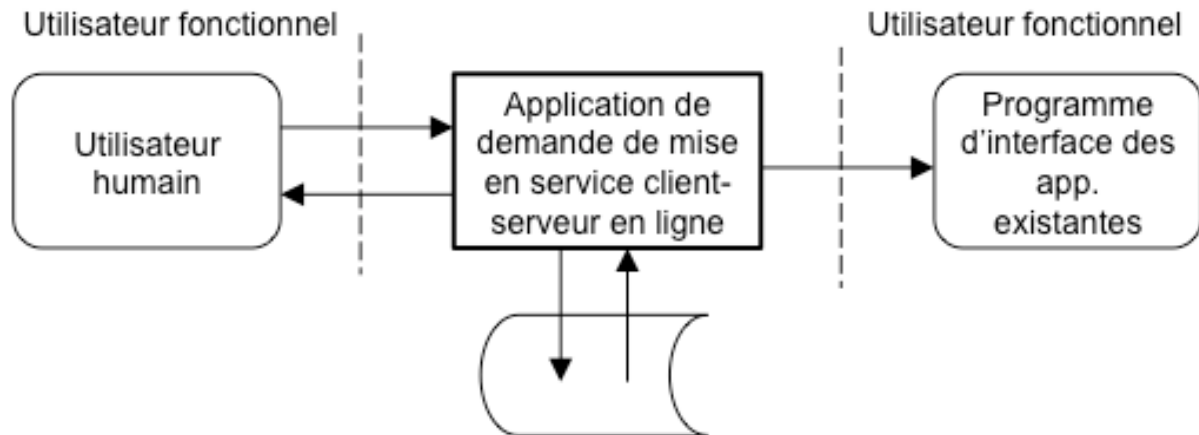 Utilisateur fonctionnel
Utilisateur fonctionnel
Utilisateur
humain
Application de
demande de mise
en service client-
serveur en ligne
Programme
d'interface des
app.
existantes